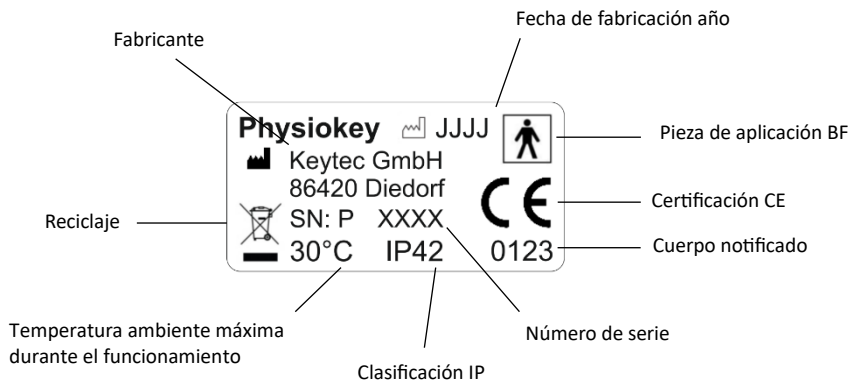 Fecha de fabricación año
Fabricante
Physiokey JJJJ
Pieza de aplicación BF
Keytec GmbH
86420 Diedorf
CE
Certificación CE
Reciclaje
SN: P XXXX
30°C IP42 0123
Cuerpo notificado
Temperatura ambiente máxima
durante el funcionamiento
Número de serie
Clasificación IP